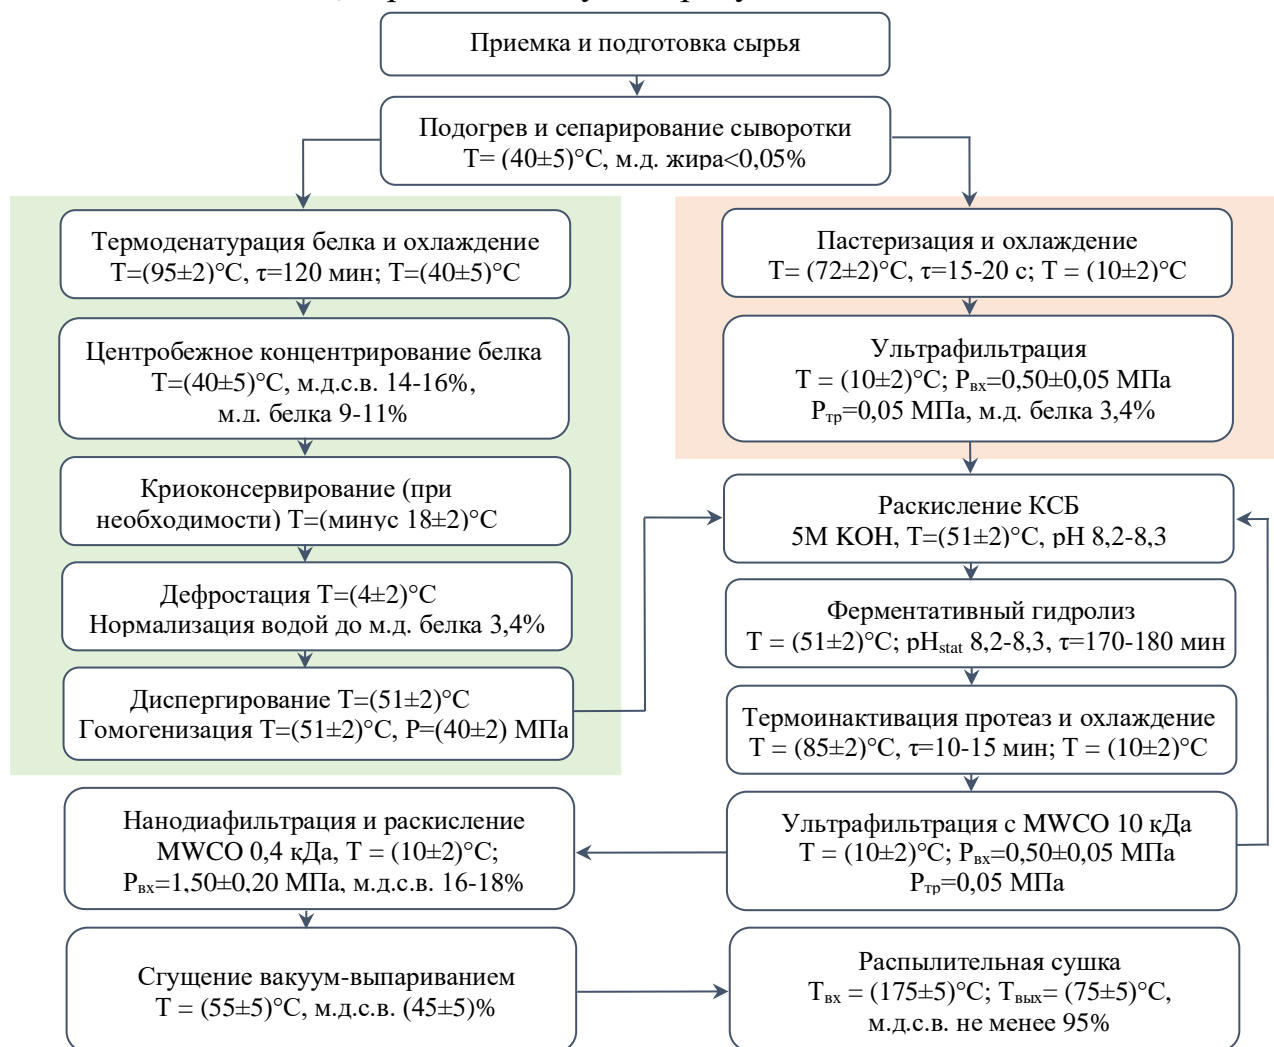 Приемка и подготовка сырья
Подогрев и сепарирование сыворотки
Т= (40±5)°С, м.д. жира<0,05%
Термоденатурация белка и охлаждение
Т=(95±2)°С, τ=120 мин; Т=(40±5)°С
Центробежное концентрирование белка
Т=(40±5)°С, м.д.с.в. 14-16%,
м.д. белка 9-11%
Криоконсервирование (при
необходимости) Т=(минус 18±2)°С
Дефростация Т=(4±2)°С
Нормализация водой до м.д. белка 3,4%
Диспергирование Т=(51±2)°С
Гомогенизация Т=(51±2)°С, Р=(40±2) МПа
Пастеризация и охлаждение
Т= (72±2)°С, τ=15-20 с; Т = (10±2)°С
Ультрафильтрация
Т = (10±2)°С; Рвх=0,50±0,05 МПа
Ртр=0,05 МПа, м.д. белка 3,4%
Раскисление КСБ
5М КОН, Т=(51±2)°С, рН 8,2-8,3
Ферментативный гидролиз
Т = (51±2)°С; рНstat 8,2-8,3, τ=170-180 мин
Термоинактивация протеаз и охлаждение
Т = (85±2)°С, τ=10-15 мин; Т = (10±2)°С
Ультрафильтрация с MWCO 10 кДа
Т = (10±2)°С; Рвх=0,50±0,05 МПа
Ртр=0,05 МПа
Нанодиафильтрация и раскисление
MWCO 0,4 кДа, Т = (10±2)°С;
Рвх=1,50±0,20 МПа, м.д.с.в. 16-18%
Сгущение вакуум-выпариванием
Т = (55±5)°С, м.д.с.в. (45±5)%
Распылительная сушка
Твх = (175±5)°С; Твых= (75±5)°С,
м.д.с.в. не менее 95%